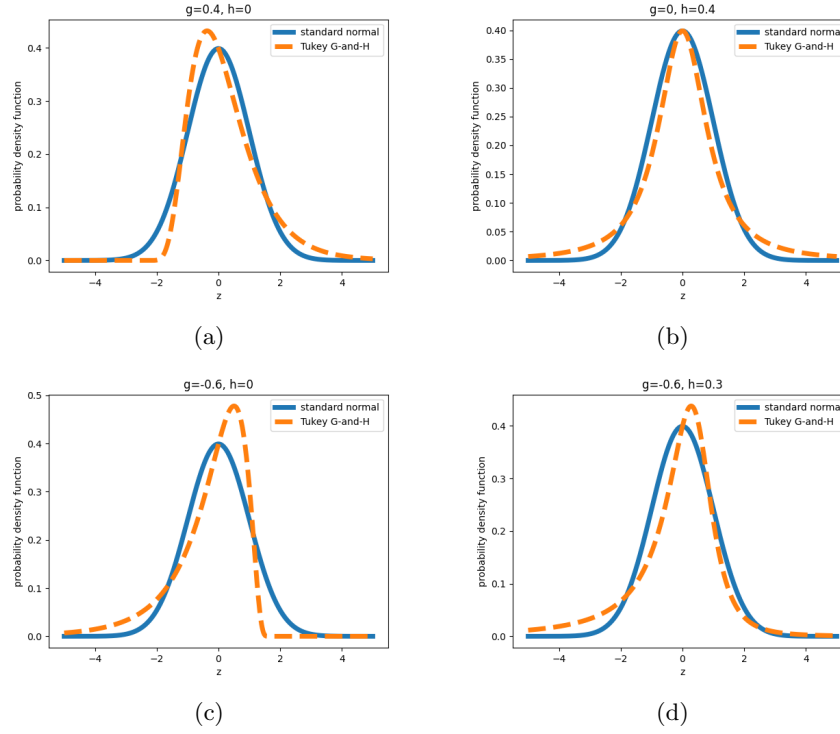 g=0.4, h=0
standard normal
Tukey G-and-H
probability density function
0.4
0.3
0.2
0.1
0.0
−4 −2 0 2 4
z
(a)
g=0, h=0.4
standard normal
Tukey G-and-H
probability density function
0.40
0.35
0.30
0.25
0.20
0.15
0.10
0.05
0.00
−4 −2 0 2 4
z
(b)
g=-0.6, h=0
standard normal
Tukey G-and-H
probability density function
0.5
0.4
0.3
0.2
0.1
0.0
−4 −2 0 2 4
z
(c)
g=-0.6, h=0.3
standard normal
Tukey G-and-H
probability density function
0.4
0.3
0.2
0.1
0.0
−4 −2 0 2 4
z
(d)